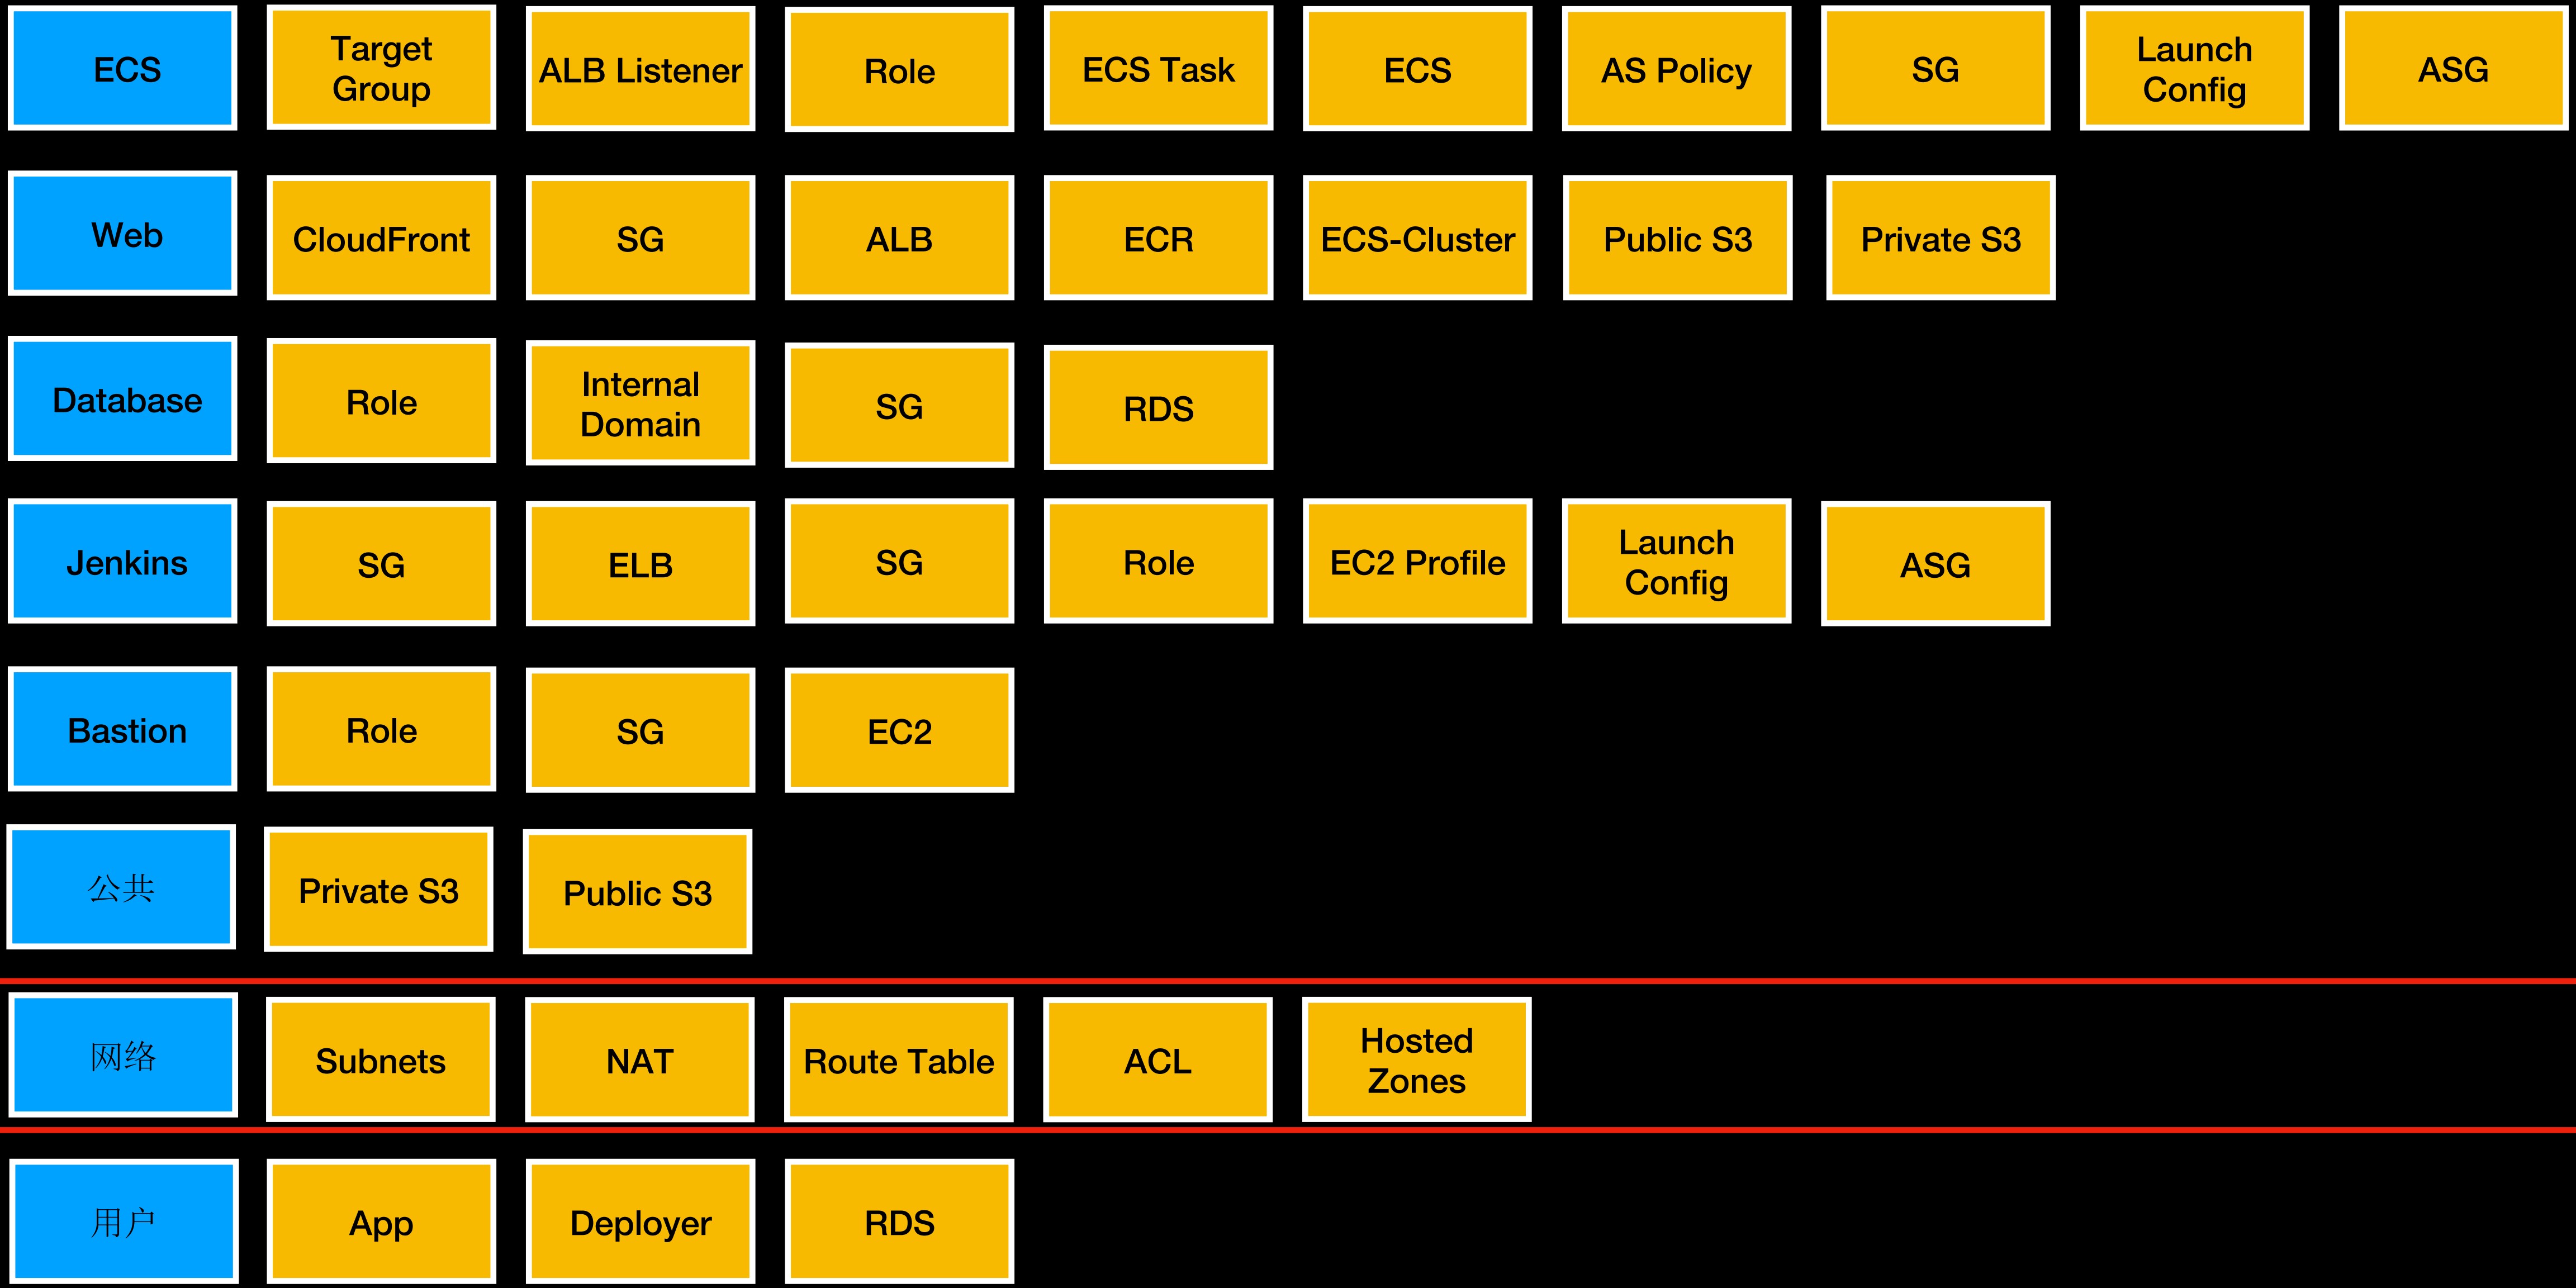 ECS
Target
Group
ALB Listener
Role
ECS Task
ECS
AS Policy
SG
Launch
Config
ASG
Web
CloudFront
SG
ALB
ECR
ECS-Cluster
Public S3
Private S3
Database
Role
Internal
Domain
SG
RDS
Jenkins
SG
ELB
SG
Role
EC2 Profile
Launch
Config
ASG
Bastion
Role
SG
EC2
公共
Private S3
Public S3
网络
Subnets
NAT
Route Table
ACL
Hosted
Zones
用户
App
Deployer
RDS